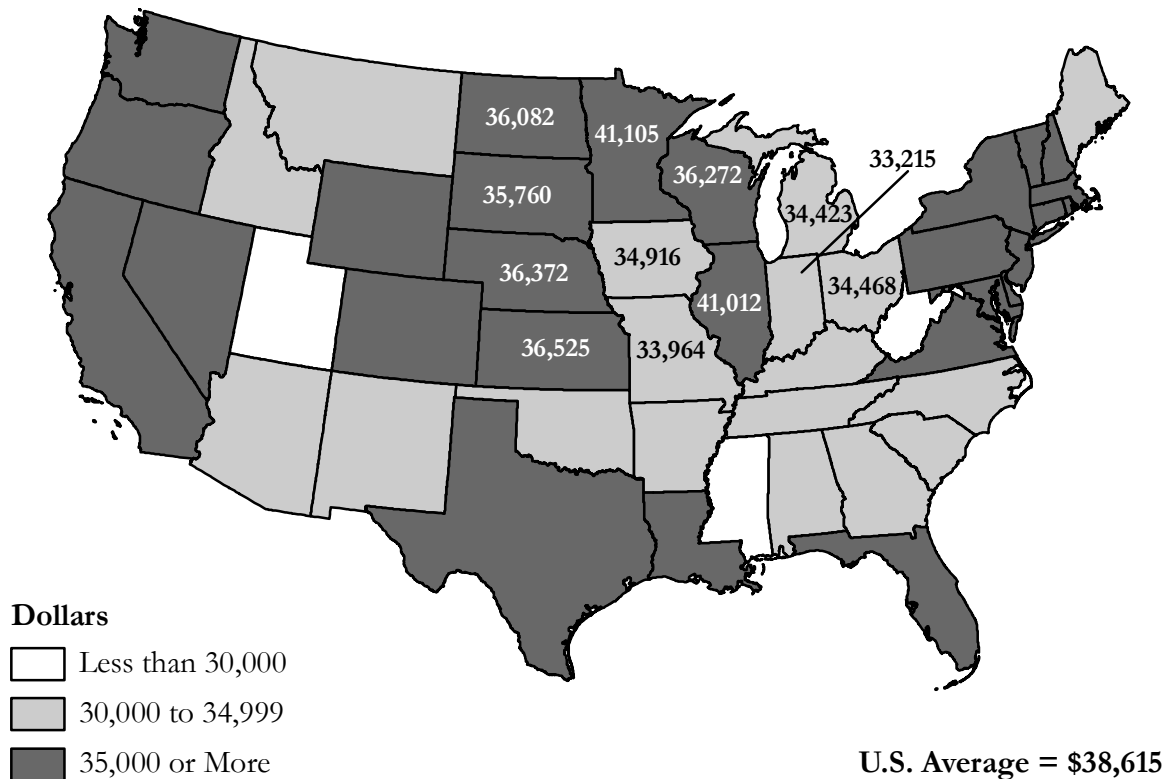 36,082
41,105
33,215
36,272
35,760
34,423
34,916
36,372
34,468
41,012
36,525
33,964
Dollars
Less than 30,000
30,000 to 34,999
35,000 or More
U.S. Average = $38,615